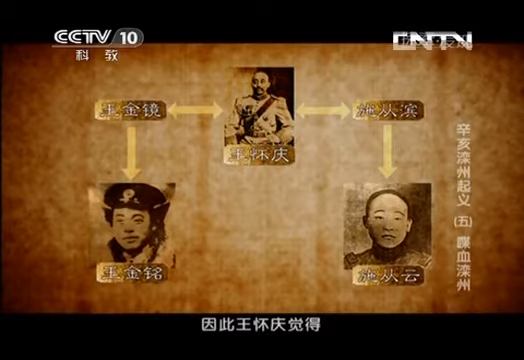 CCTV 10
科教
CNTN
王金镜
王怀庆
施从滨
王金铭
施从云
辛亥滦州起义(五) 喋血滦州
因此王怀庆觉得